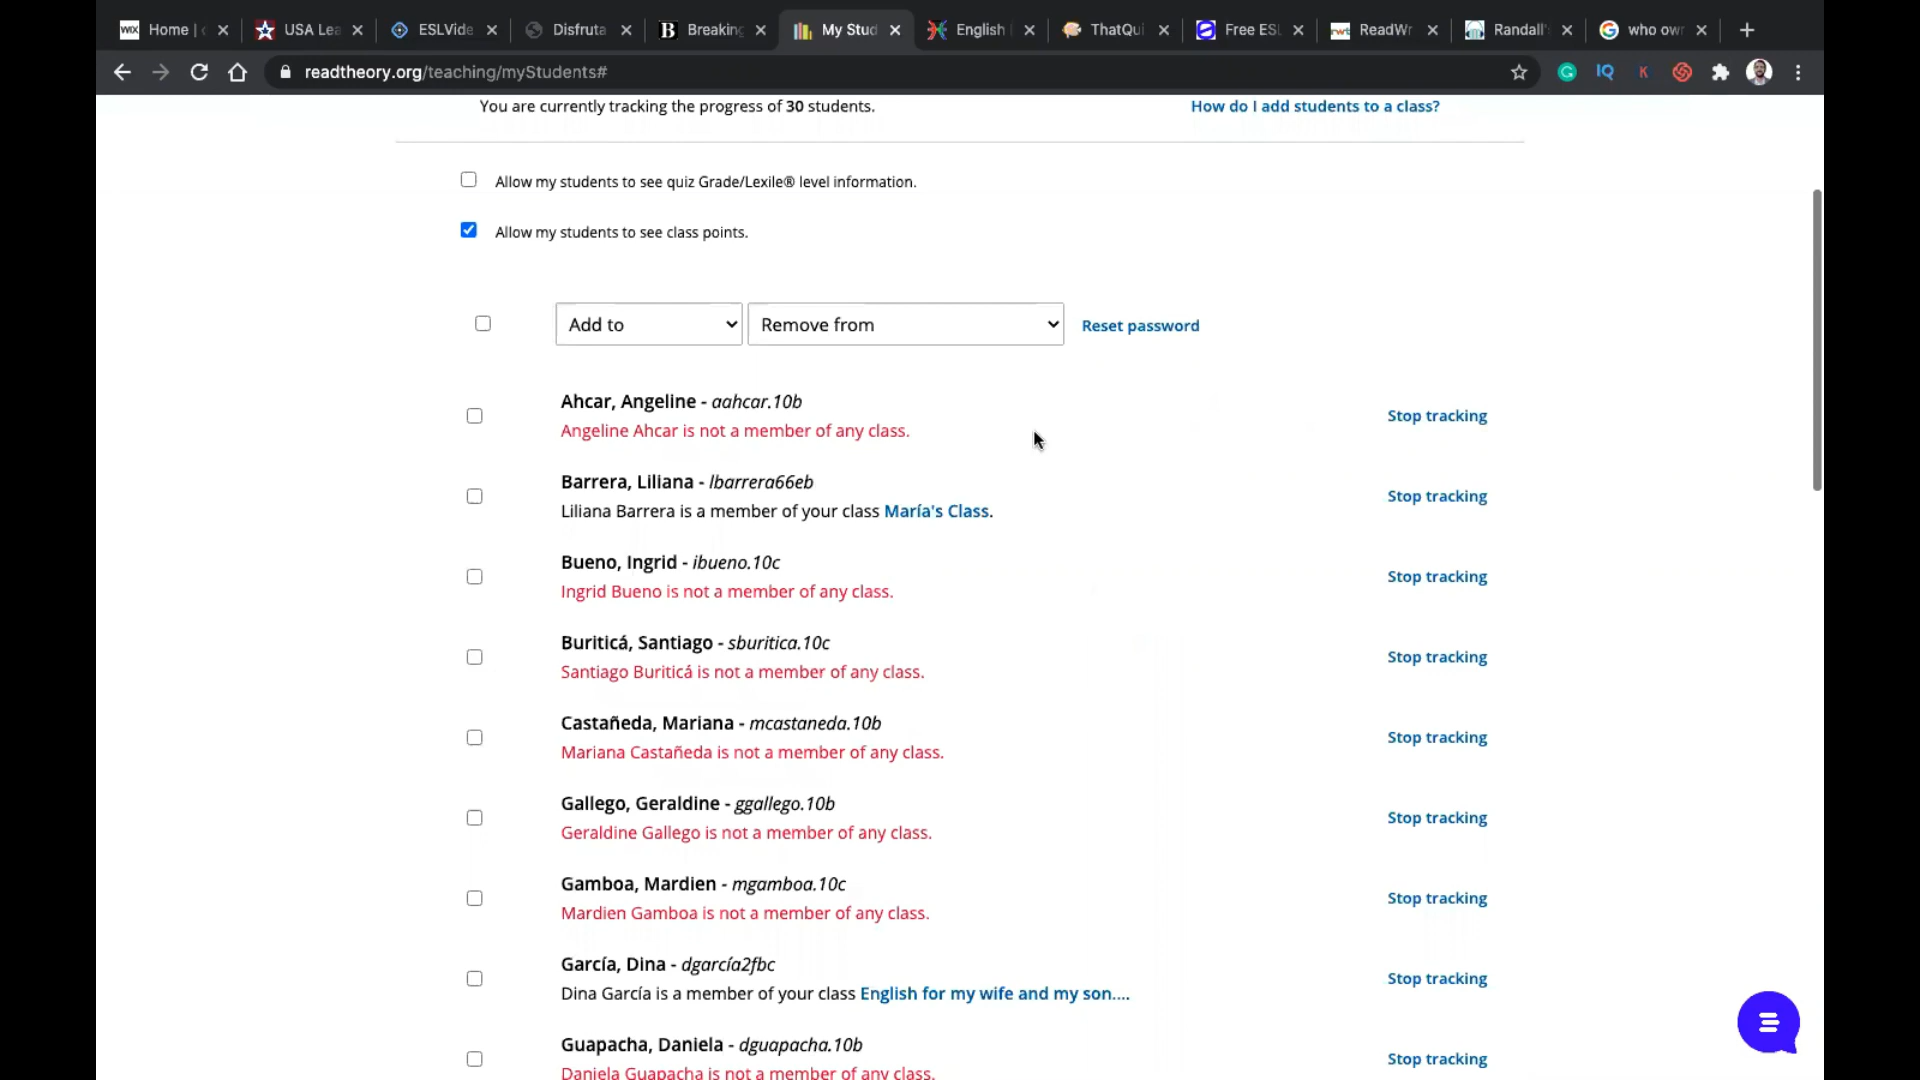 WiX Home | c
USA Lea
ESLVide
Disfruta
B Breaking
My Stud
English
ThatQui
Free ESL
rwt ReadWr
Randall'
G who owr
readtheory.org/teaching/myStudents#
G IQ K
You are currently tracking the progress of 30 students.
How do I add students to a class?
Allow my students to see quiz Grade/Lexile® level information.
Allow my students to see class points.
Add to
Remove from
Reset password
Ahcar, Angeline - aahcar.10b
Angeline Ahcar is not a member of any class.
Stop tracking
Barrera, Liliana - lbarrera66eb
Liliana Barrera is a member of your class María's Class.
Stop tracking
Bueno, Ingrid - ibueno.10c
Ingrid Bueno is not a member of any class.
Stop tracking
Buriticá, Santiago - sburitica.10c
Santiago Buriticá is not a member of any class.
Stop tracking
Castañeda, Mariana - mcastaneda.10b
Mariana Castañeda is not a member of any class.
Stop tracking
Gallego, Geraldine - ggallego.10b
Geraldine Gallego is not a member of any class.
Stop tracking
Gamboa, Mardien - mgamboa.10c
Mardien Gamboa is not a member of any class.
Stop tracking
García, Dina - dgarcía2fbc
Dina García is a member of your class English for my wife and my son....
Stop tracking
Guapacha, Daniela - dguapacha.10b
Daniela Guapacha is not a member of any class.
Stop tracking